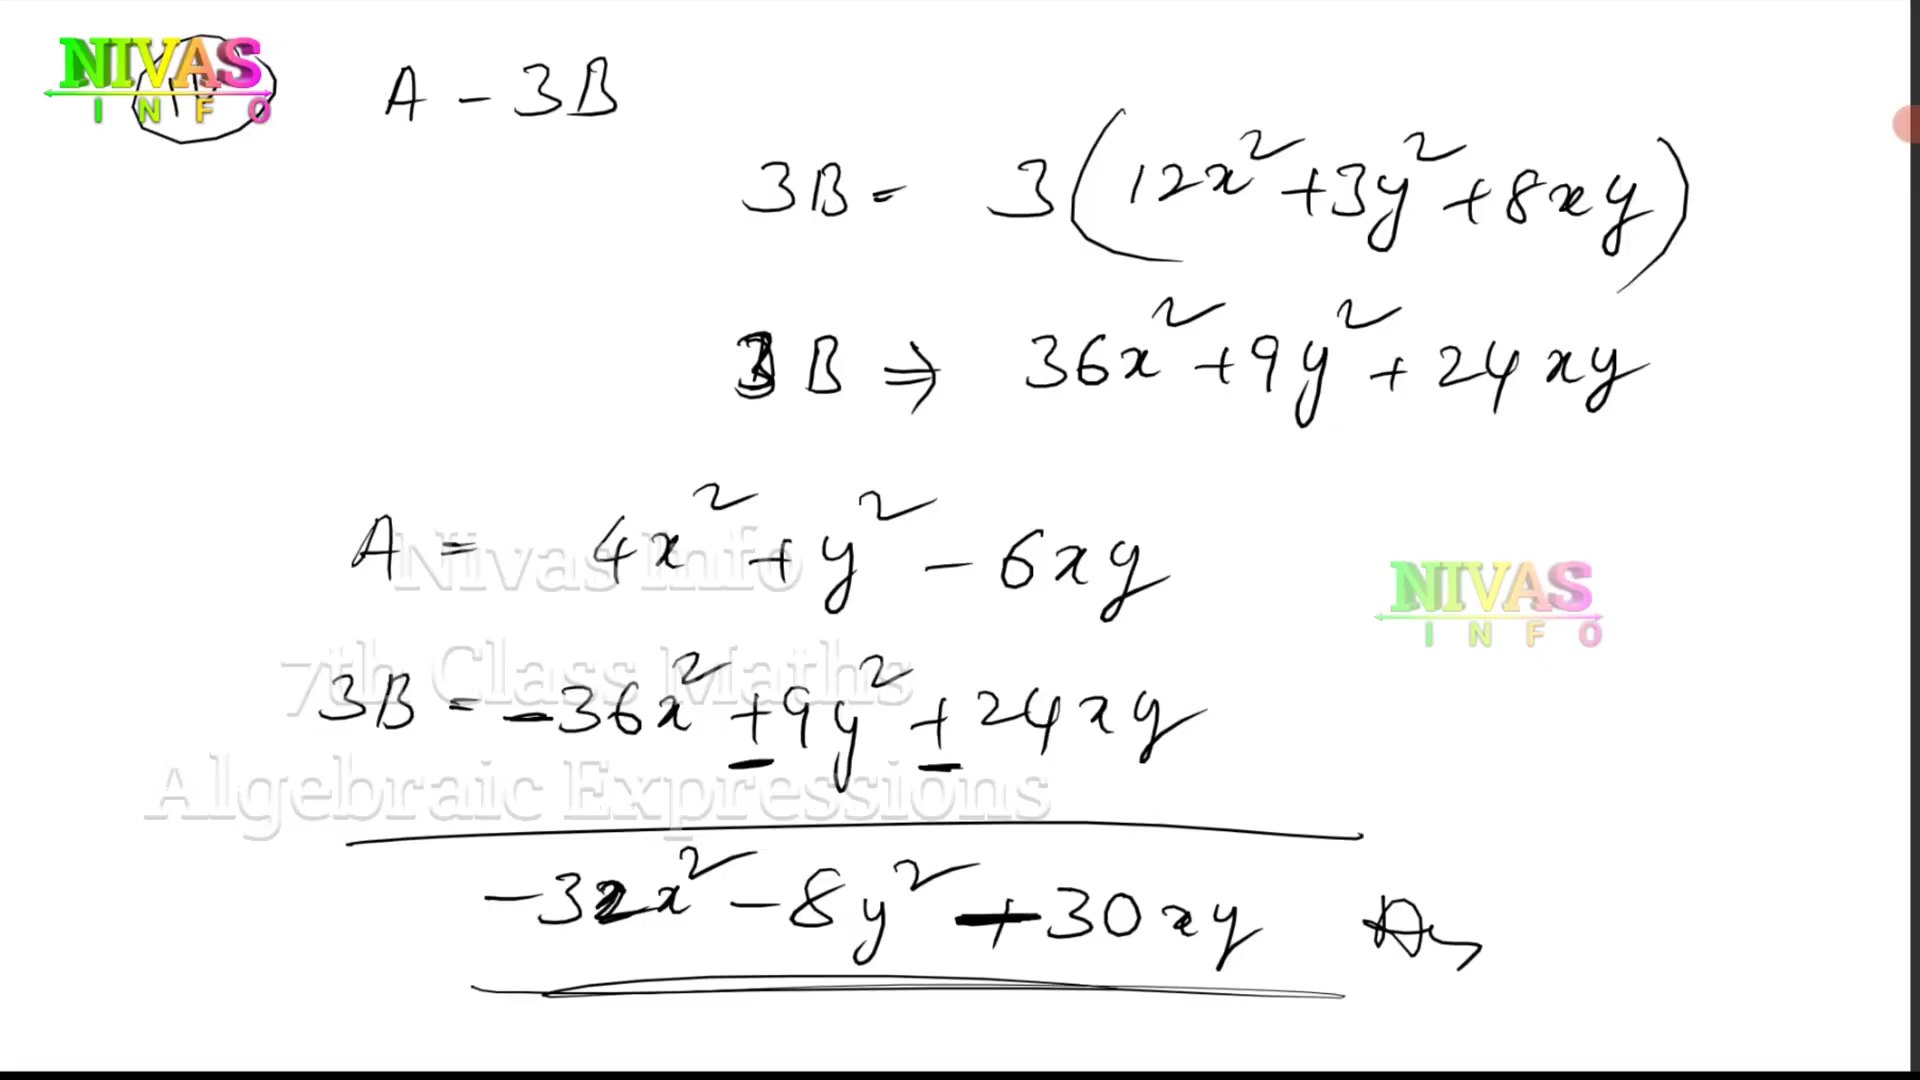 NIVAS
INFO
A - 3B
3B = 3(12x² + 3y² + 8xy)
3B ⇒ 36x² + 9y² + 24xy
A = 4x² + y² - 6xy
Nivas Info
NIVAS
INFO
7th Class Maths
3B = -36x² + 9y² + 24xy
- -
Algebraic Expressions
-32x² - 8y² - 30xy Ans